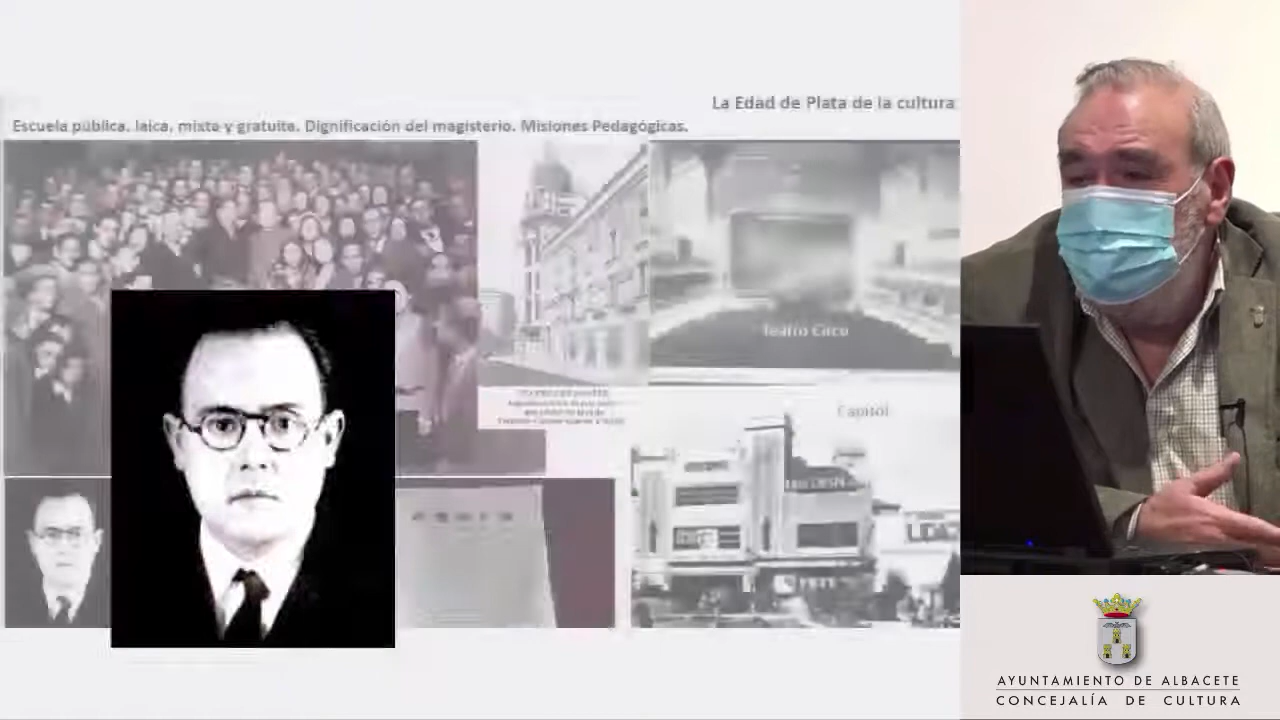 La Edad de Plata de la cultura
Escuela pública, laica, mixta y gratuita. Dignificación del magisterio. Misiones Pedagógicas.
Teatro Circo
Capitol
AYUNTAMIENTO DE ALBACETE
CONCEJALÍA DE CULTURA